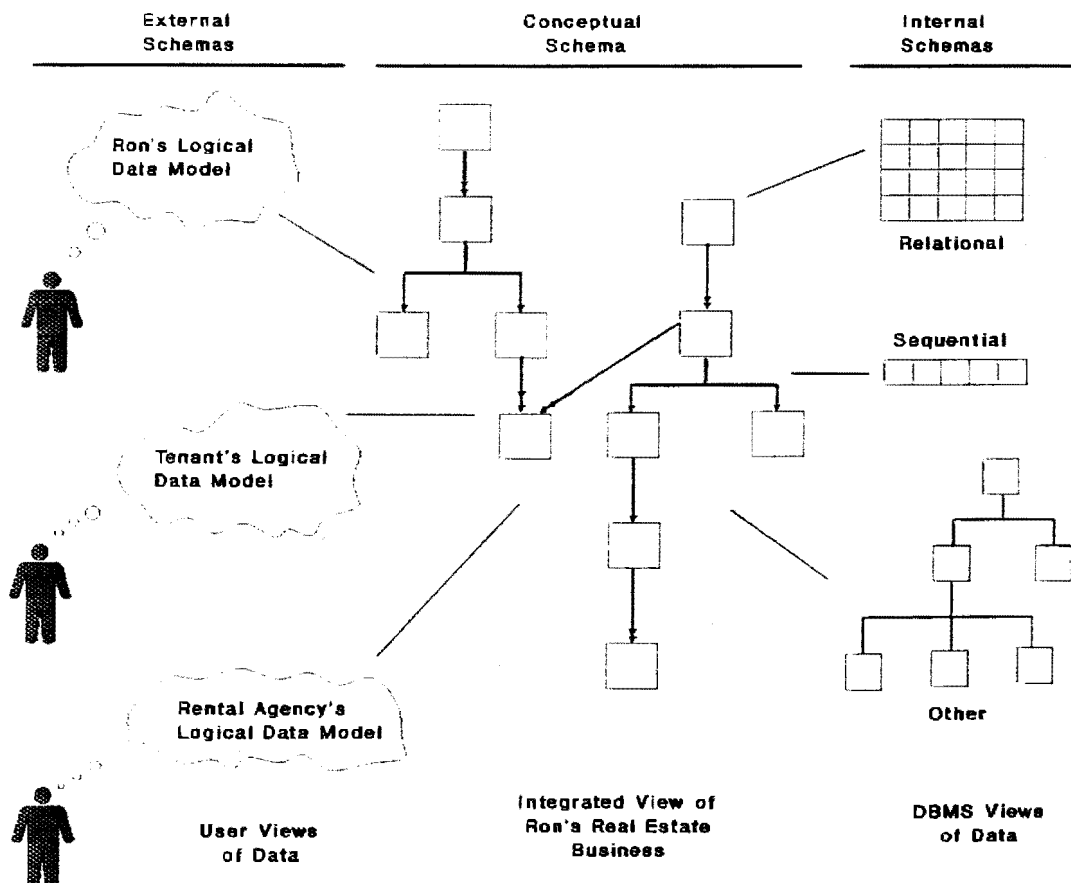 External
Schemas
Conceptual
Schema
Internal
Schemas
Ron's Logical
Data Model
Relational
Sequential
Tenant's Logical
Data Model
Rental Agency's
Logical Data Model
Other
User Views
of Data
Integrated View of
Ron's Real Estate
Business
DBMS Views
of Data